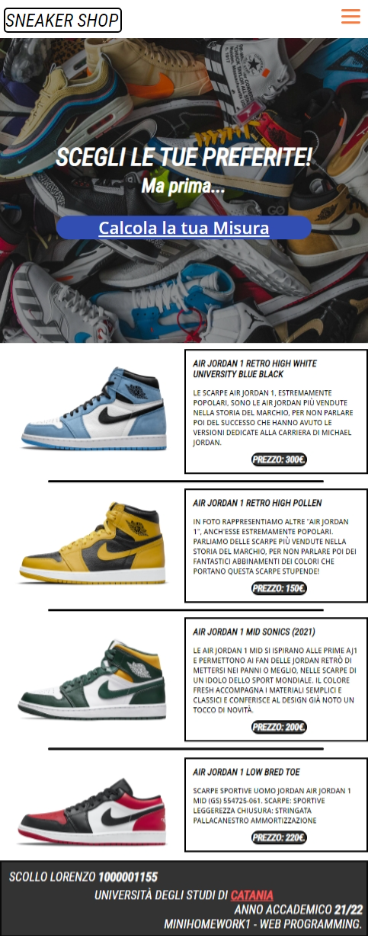 SNEAKER SHOP
SCEGLI LE TUE PREFERITE!
Ma prima...
Calcola la tua Misura
AIR JORDAN 1 RETRO HIGH WHITE
UNIVERSITY BLUE BLACK
LE SCARPE AIR JORDAN 1, ESTREMAMENTE
POPOLARI, SONO LE AIR JORDAN PIÙ VENDUTE
NELLA STORIA DEL MARCHIO, PER NON PARLARE
POI DEL SUCCESSO CHE HANNO AVUTO LE
VERSIONI DEDICATE ALLA CARRIERA DI MICHAEL
JORDAN.
PREZZO: 300€.
AIR JORDAN 1 RETRO HIGH POLLEN
IN FOTO RAPPRESENTIAMO ALTRE "AIR JORDAN
1", ANCH'ESSE ESTREMAMENTE POPOLARI.
PARLIAMO DELLE SCARPE PIÙ VENDUTE NELLA
STORIA DEL MARCHIO, PER NON PARLARE POI DEI
FANTASTICI ABBINAMENTI DEI COLORI CHE
PORTANO QUESTA SCARPE STUPENDE!
PREZZO: 150€.
AIR JORDAN 1 MID SONICS (2021)
LE AIR JORDAN 1 MID SI ISPIRANO ALLE PRIME AJ1
E PERMETTONO AI FAN DELLE JORDAN RETRÒ DI
METTERSI NEI PANNI O MEGLIO, NELLE SCARPE DI
UN IDOLO DELLO SPORT MONDIALE. IL COLORE
FRESH ACCOMPAGNA I MATERIALI SEMPLICI E
CLASSICI E CONFERISCE AL DESIGN GIÀ NOTO UN
TOCCO DI NOVITÀ.
PREZZO: 200€.
AIR JORDAN 1 LOW BRED TOE
SCARPE SPORTIVE UOMO JORDAN AIR JORDAN 1
MID (GS) 554725-061. SCARPE: SPORTIVE
LEGGEREZZA CHIUSURA: STRINGATA
PALLACANESTRO AMMORTIZZAZIONE
PREZZO: 220€.
SCOLLO LORENZO 1000001155
UNIVERSITÀ DEGLI STUDI DI CATANIA
ANNO ACCADEMICO 21/22
MINIHOMEWORK1 - WEB PROGRAMMING.